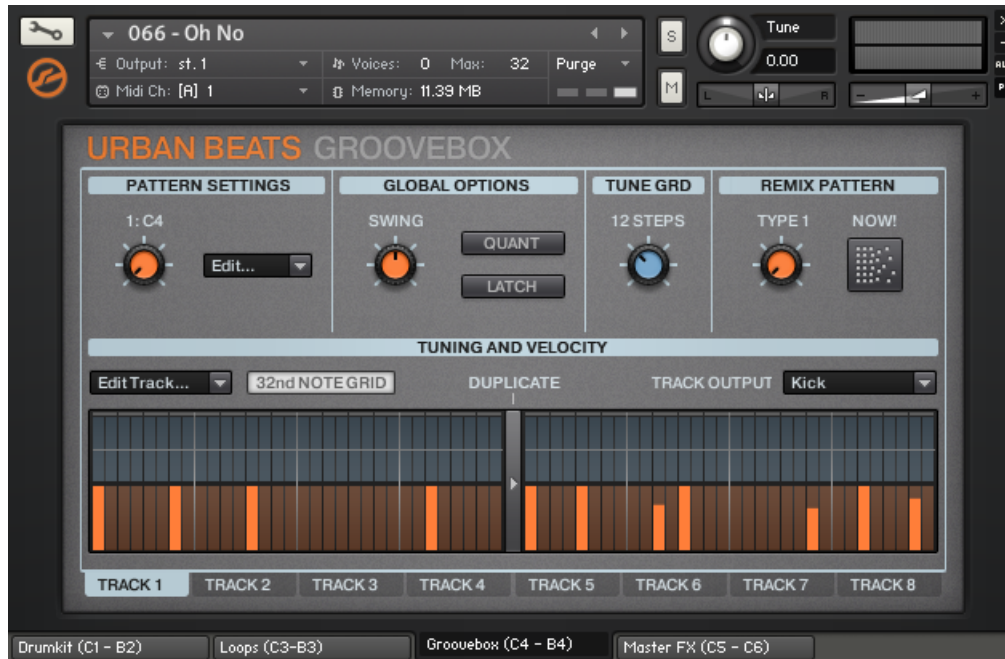 066 - Oh No
S
Tune
Output: st.1
Voices: 0 Max: 32
Purge
0.00
Midi Ch: [A] 1
Memory: 11.39 MB
M
L
R
-
+
URBAN BEATS GROOVEBOX
PATTERN SETTINGS
GLOBAL OPTIONS
TUNE GRD
REMIX PATTERN
1: C4
SWING
12 STEPS
TYPE 1
NOW!
QUANT
Edit...
LATCH
TUNING AND VELOCITY
Edit Track...
32nd NOTE GRID
DUPLICATE
TRACK OUTPUT
Kick
TRACK 1
TRACK 2
TRACK 3
TRACK 4
TRACK 5
TRACK 6
TRACK 7
TRACK 8
Drumkit (C1 - B2)
Loops (C3-B3)
Groovebox (C4 - B4)
Master FX (C5 - C6)